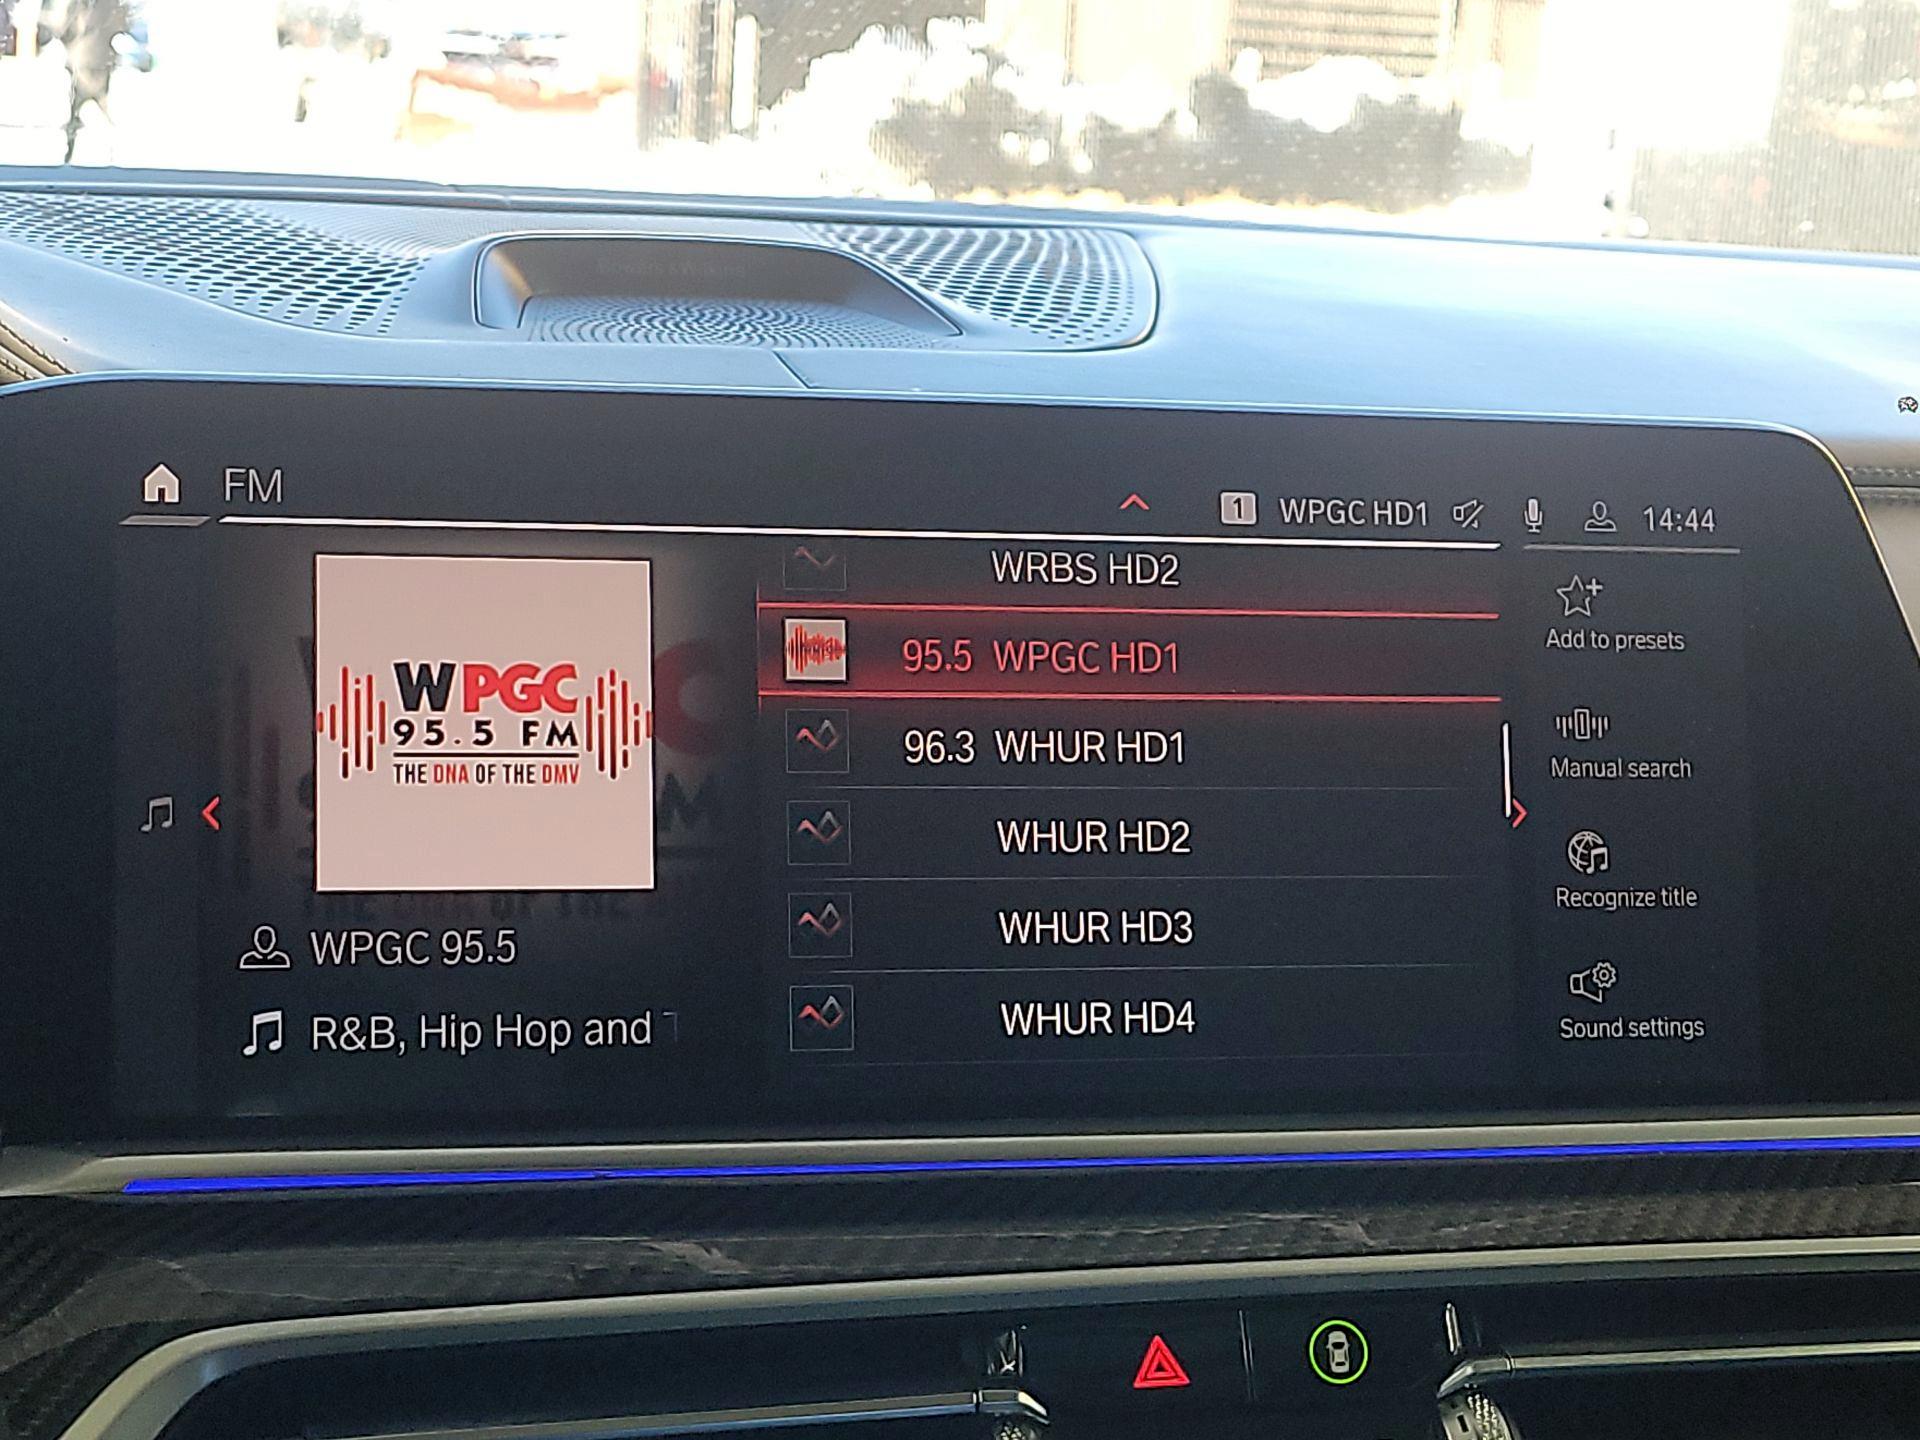 FM
1 WPGC HD1 14:44
WPGC
95.5 FM
THE DNA OF THE DMV
WPGC 95.5
R&B, Hip Hop and
WRBS HD2
95.5 WPGC HD1
96.3 WHUR HD1
WHUR HD2
WHUR HD3
WHUR HD4
Add to presets
Manual search
Recognize title
Sound settings